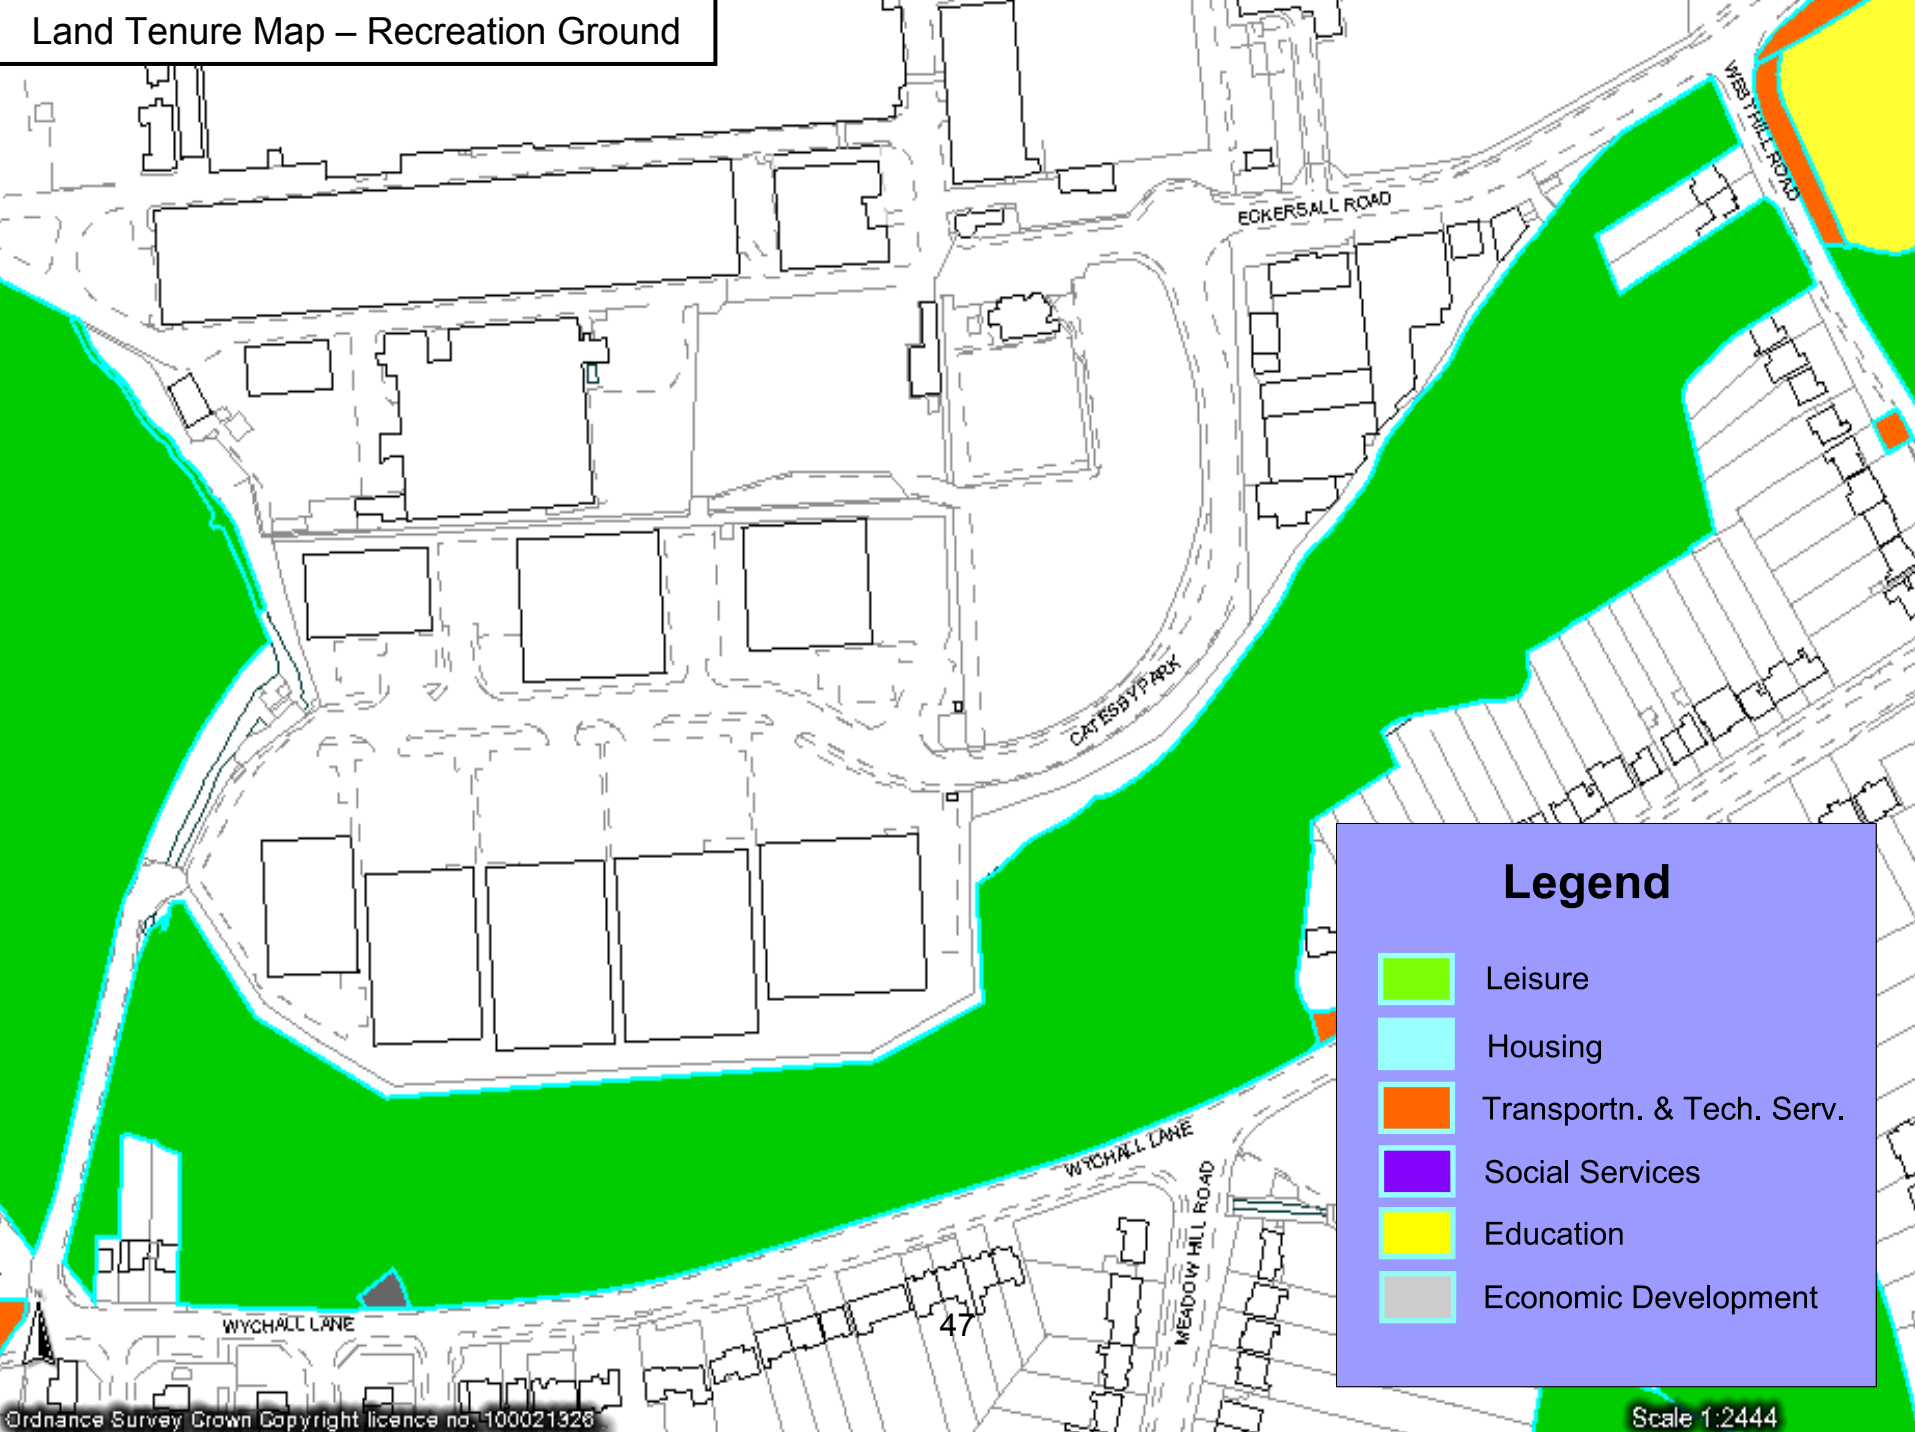 Land Tenure Map – Recreation Ground
WESTHILL ROAD
ECKERSALL ROAD
CATESBY PARK
WYCHALL LANE
MEADOW HILL ROAD
WYCHALL LANE
47
Legend
Leisure
Housing
Transportn. & Tech. Serv.
Social Services
Education
Economic Development
Ordnance Survey Crown Copyright licence no. 100021326
Scale 1:2444